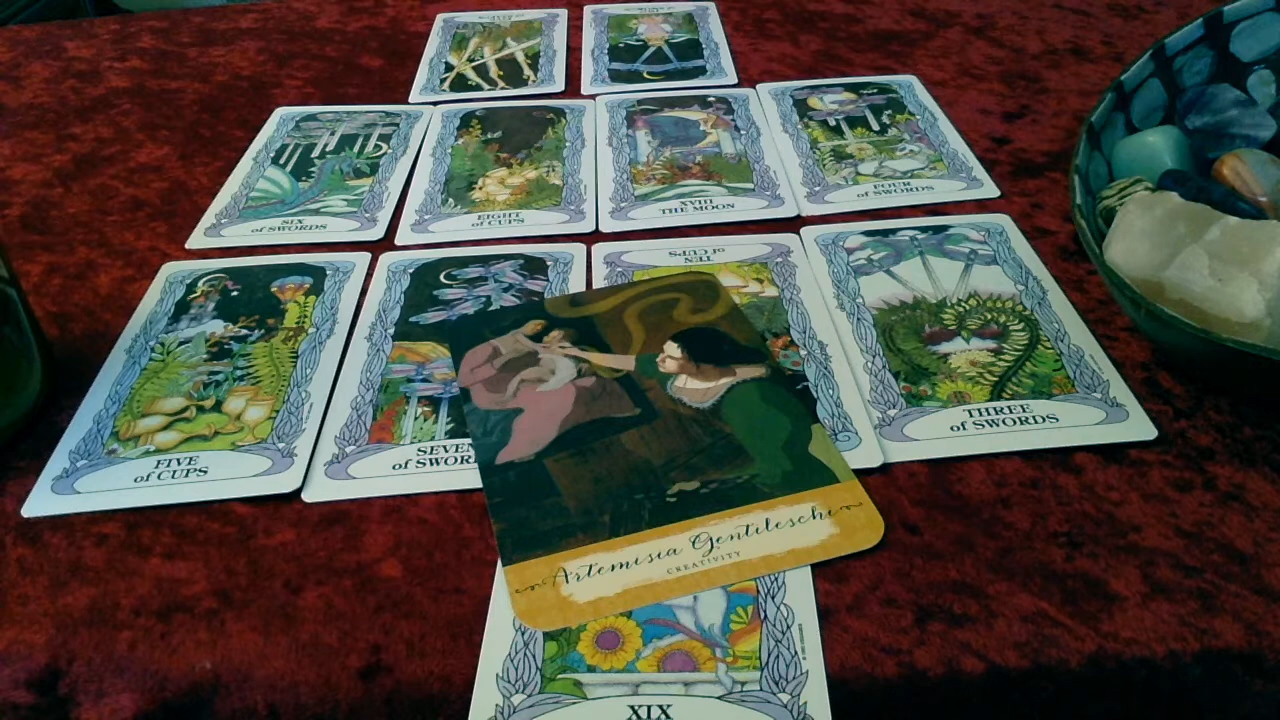 SIX
of SWORDS
EIGHT
of CUPS
XVIII
THE MOON
FOUR
of SWORDS
FIVE
of CUPS
SEVEN
of SWOR
TEN
of CUPS
THREE
of SWORDS
Artemisia Gentileschi
CREATIVITY
XIX